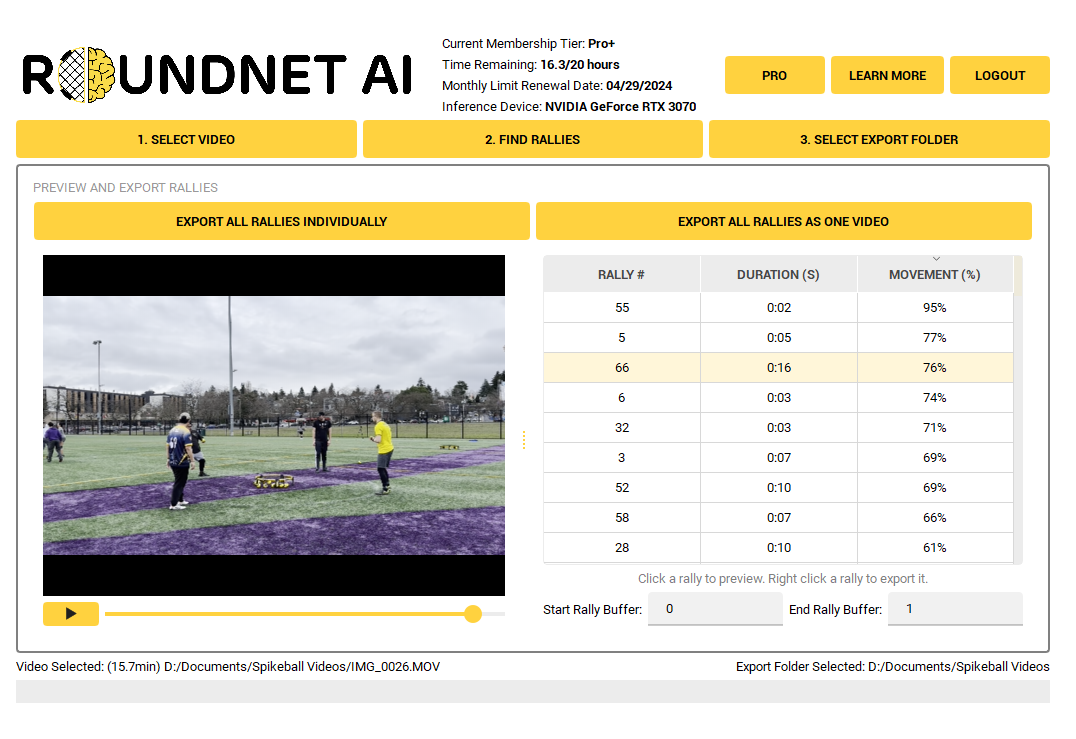 ROUNDNET AI
Current Membership Tier: Pro+
Time Remaining: 16.3/20 hours
Monthly Limit Renewal Date: 04/29/2024
Inference Device: NVIDIA GeForce RTX 3070
PRO
LEARN MORE
LOGOUT
1. SELECT VIDEO
2. FIND RALLIES
3. SELECT EXPORT FOLDER
PREVIEW AND EXPORT RALLIES
EXPORT ALL RALLIES INDIVIDUALLY
EXPORT ALL RALLIES AS ONE VIDEO
RALLY # DURATION (S) MOVEMENT (%)
55 0:02 95%
5 0:05 77%
66 0:16 76%
6 0:03 74%
32 0:03 71%
3 0:07 69%
52 0:10 69%
58 0:07 66%
28 0:10 61%
Click a rally to preview. Right click a rally to export it.
Start Rally Buffer: 0 End Rally Buffer: 1
Video Selected: (15.7min) D:/Documents/Spikeball Videos/IMG_0026.MOV
Export Folder Selected: D:/Documents/Spikeball Videos